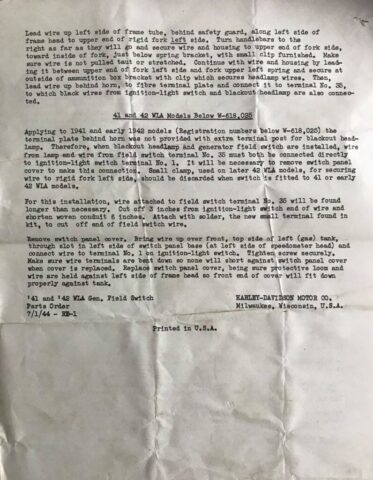 Lead wire up left side of frame tube, behind safety guard, along left side of
frame head to upper end of rigid fork left side. Turn handlebars to the
right as far as they will go and secure wire and housing to upper end of fork side,
toward inside of fork, just below spring bracket, with small clip furnished. Make
sure wire is not pulled taut or stretched. Continue with wire and housing by lead-
ing it between upper end of fork left side and fork upper left spring and secure at
outside of ammunition box bracket with clip which secures headlamp wires. Then,
lead wire up behind horn, to fibre terminal plate and connect it to terminal No. 35,
to which black wires from ignition-light switch and blackout headlamp are also connec-
ted.
41 and 42 WLA Models Below W-618,025
Applying to 1941 and early 1942 models (Registration numbers below W-618,025) the
terminal plate behind horn was not provided with extra terminal post for blackout head-
lamp. Therefore, when blackout headlamp and generator field switch are installed, wire
from lamp and wire from field switch terminal No. 35 must both be connected directly
to ignition-light switch terminal No. 1. It will be necessary to remove switch panel
cover to make this connection. Small clamp, used on later 42 models, for securing
wire to rigid fork left side, should be discarded when switch is fitted to 41 or early
42 WLA models.
For this installation, wire attached to field switch terminal No. 35 will be found
longer than necessary. Cut off 3 inches from ignition-light switch end of wire and
shorten woven conduit 6 inches. Attach with solder, the new small terminal found in
kit, to cut off end of field switch wire.
Remove switch panel cover. Bring wire up over front, top side of left (gas) tank,
through slot in left side of switch panel base (at left side of speedometer head) and
connect wire to terminal No. 1 on ignition-light switch. Tighten screw securely.
Make sure wire terminals are bent down so none will short against switch panel cover
when cover is replaced. Replace switch panel cover, being sure protective loom and
wire are held against left side of frame head so front end of cover will fit down
properly against tank.
'41 and '42 WLA Gen. Field Switch HARLEY-DAVIDSON MOTOR CO.
Parts Order Milwaukee, Wisconsin, U.S.A.
7/1/44 - RE-1
Printed in U.S.A.